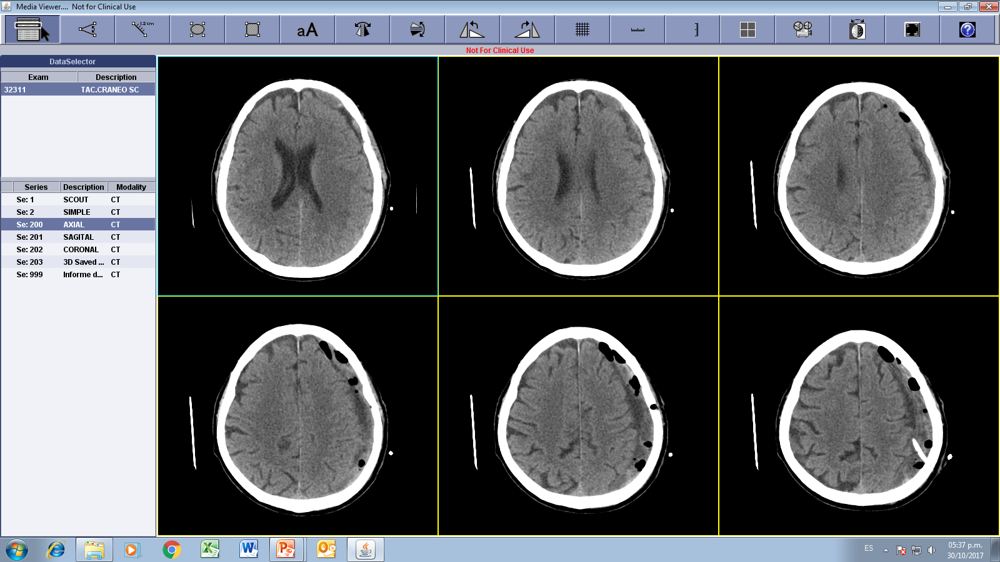 Media Viewer.... Not for Clinical Use
1.2 cm
aA
?
Not For Clinical Use
DataSelector
Exam Description
32311 TAC.CRANEO SC
Series Description Modality
Se: 1 SCOUT CT
Se: 2 SIMPLE CT
Se: 200 AXIAL CT
Se: 201 SAGITAL CT
Se: 202 CORONAL CT
Se: 203 3D Saved ... CT
Se: 999 Informe d... CT
ES
05:37 p.m.
30/10/2017